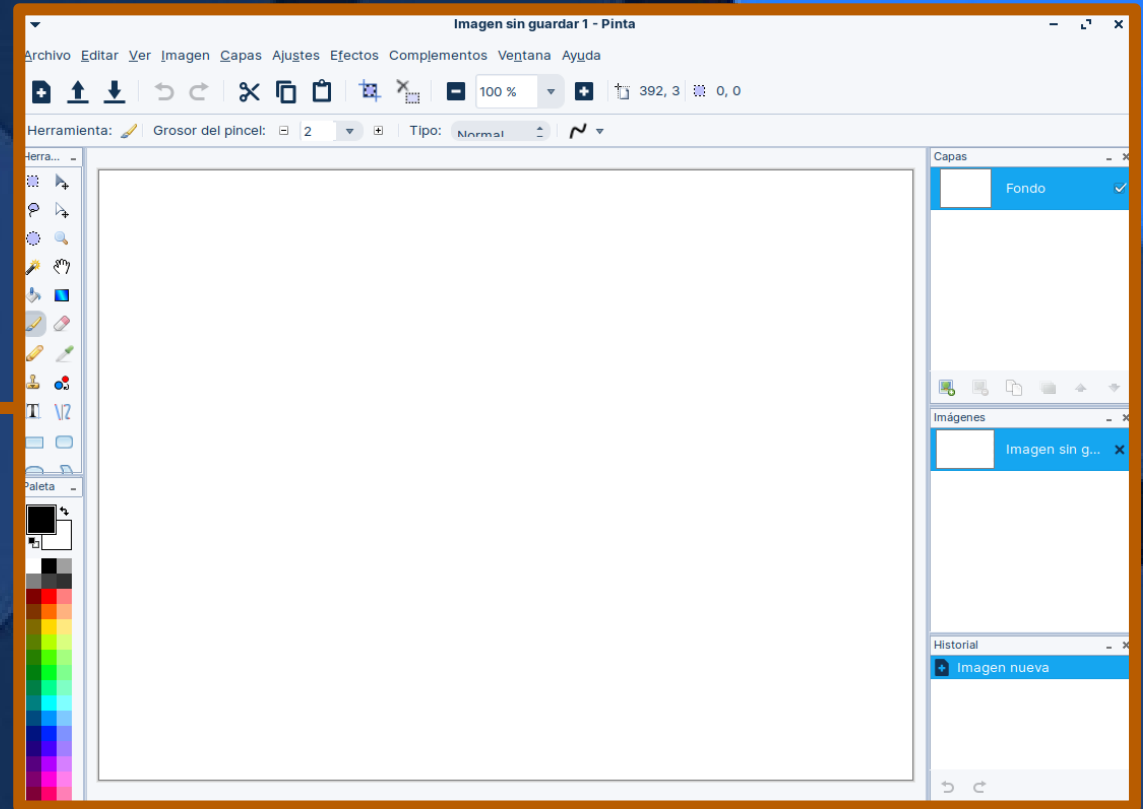 Imagen sin guardar 1 - Pinta
Archivo Editar Ver Imagen Capas Ajustes Efectos Complementos Ventana Ayuda
100 % 392, 3 0, 0
Herramienta: Grosor del pincel: 2 Tipo: Normal
Herra...
Capas
Fondo
Imágenes
Imagen sin g...
Paleta
Historial
Imagen nueva